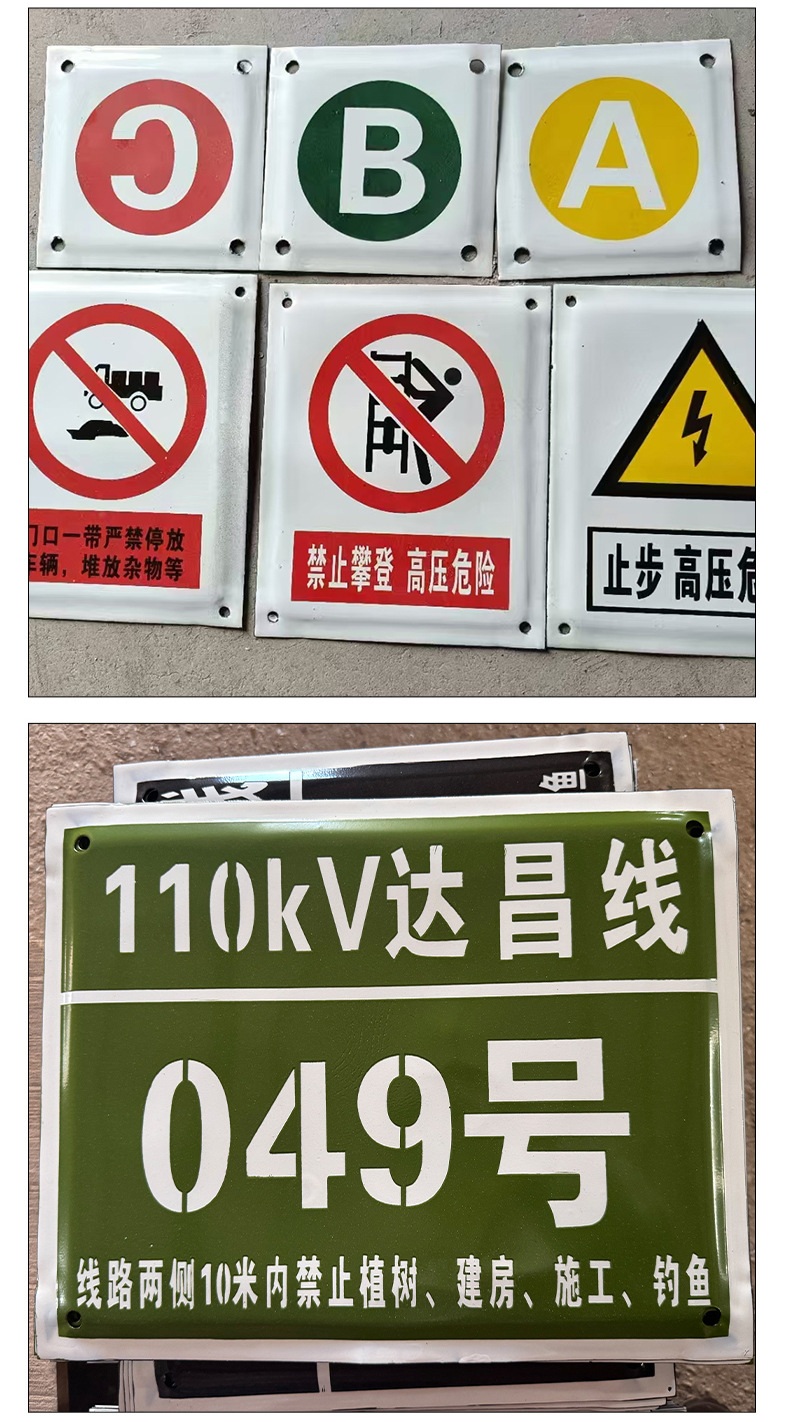 C
B
A
门口一带严禁停放
车辆，堆放杂物等
禁止攀登 高压危险
止步 高压危
110kV达昌线
049号
线路两侧10米内禁止植树、建房、施工、钓鱼